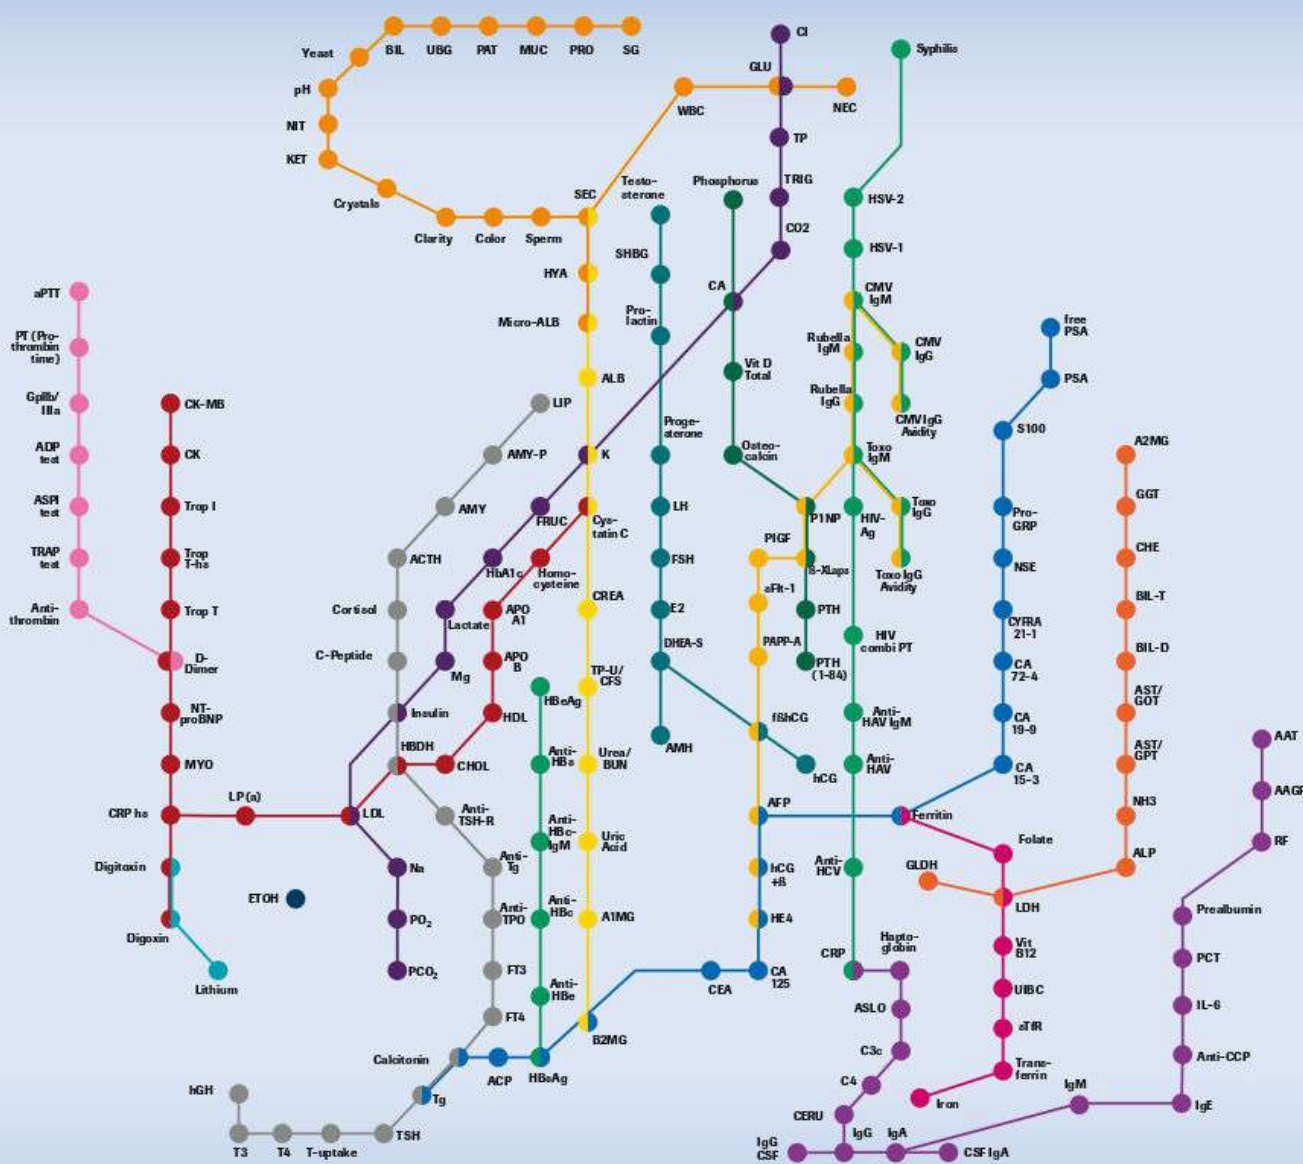 BIL UBG PAT MUC PRO SG
Yeast
pH
NIT
KET
Crystals
Clarity Color Sperm
SEC
WBC
GLU
NEC
CI
TP
TRIG
CO2
CA
HYA
Micro-ALB
ALB
K
FRUC
HbA1c
Lactate
Mg
Insulin
LDL
Na
PO2
PCO2
Syphilis
HSV-2
HSV-1
CMV
IgM
CMV
IgG
CMV IgG
Avidity
Rubella
IgM
Rubella
IgG
Toxo
IgM
Toxo
IgG
Toxo IgG
Avidity
HIV-
Ag
HIV
combi PT
Anti-
HAV IgM
Anti-
HAV
Anti-
HCV
CRP
Testo-
sterone
SHBG
Pro-
lactin
Proge-
sterone
LH
FSH
E2
DHEA-S
AMH
fßhCG
hCG
Phosphorus
Vit D
Total
Osteo-
calcin
P1NP
ß-XLaps
PTH
PTH
(1-84)
PIGF
sFlt-1
PAPP-A
AFP
hCG
+ß
HE4
CA
125
CEA
free
PSA
PSA
S100
Pro-
GRP
NSE
CYFRA
21-1
CA
72-4
CA
19-9
CA
15-3
Ferritin
Folate
LDH
Vit
B12
UIBC
sTfR
Trans-
ferrin
Iron
A2MG
GGT
CHE
BIL-T
BIL-D
AST/
GOT
AST/
GPT
NH3
ALP
GLDH
AAT
AAGP
RF
Prealbumin
PCT
IL-6
Anti-CCP
IgE
IgM
IgA
CSF IgA
IgG
IgG
CSF
CERU
C4
C3c
ASLO
Hapto-
globin
aPTT
PT (Pro-
thrombin
time)
GpIIb/
IIIa
ADP
test
ASPI
test
TRAP
test
Anti-
thrombin
D-
Dimer
CK-MB
CK
Trop I
Trop
T-hs
Trop T
NT-
proBNP
MYO
CRP hs
LP (a)
Digitoxin
Digoxin
Lithium
ETOH
LIP
AMY-P
AMY
ACTH
Cortisol
C-Peptide
HBDH
CHOL
HDL
APO
B
APO
A1
Homo-
cysteine
Cys-
tatin C
CREA
TP-U/
CFS
Urea/
BUN
Uric
Acid
A1MG
B2MG
HBeAg
Anti-
HBs
Anti-
HBc-
IgM
Anti-
HBc
Anti-
HBe
HBsAg
ACP
Calcitonin
Tg
Anti-
TSH-R
Anti-
Tg
Anti-
TPO
FT3
FT4
TSH
T-uptake
T4
T3
hGH